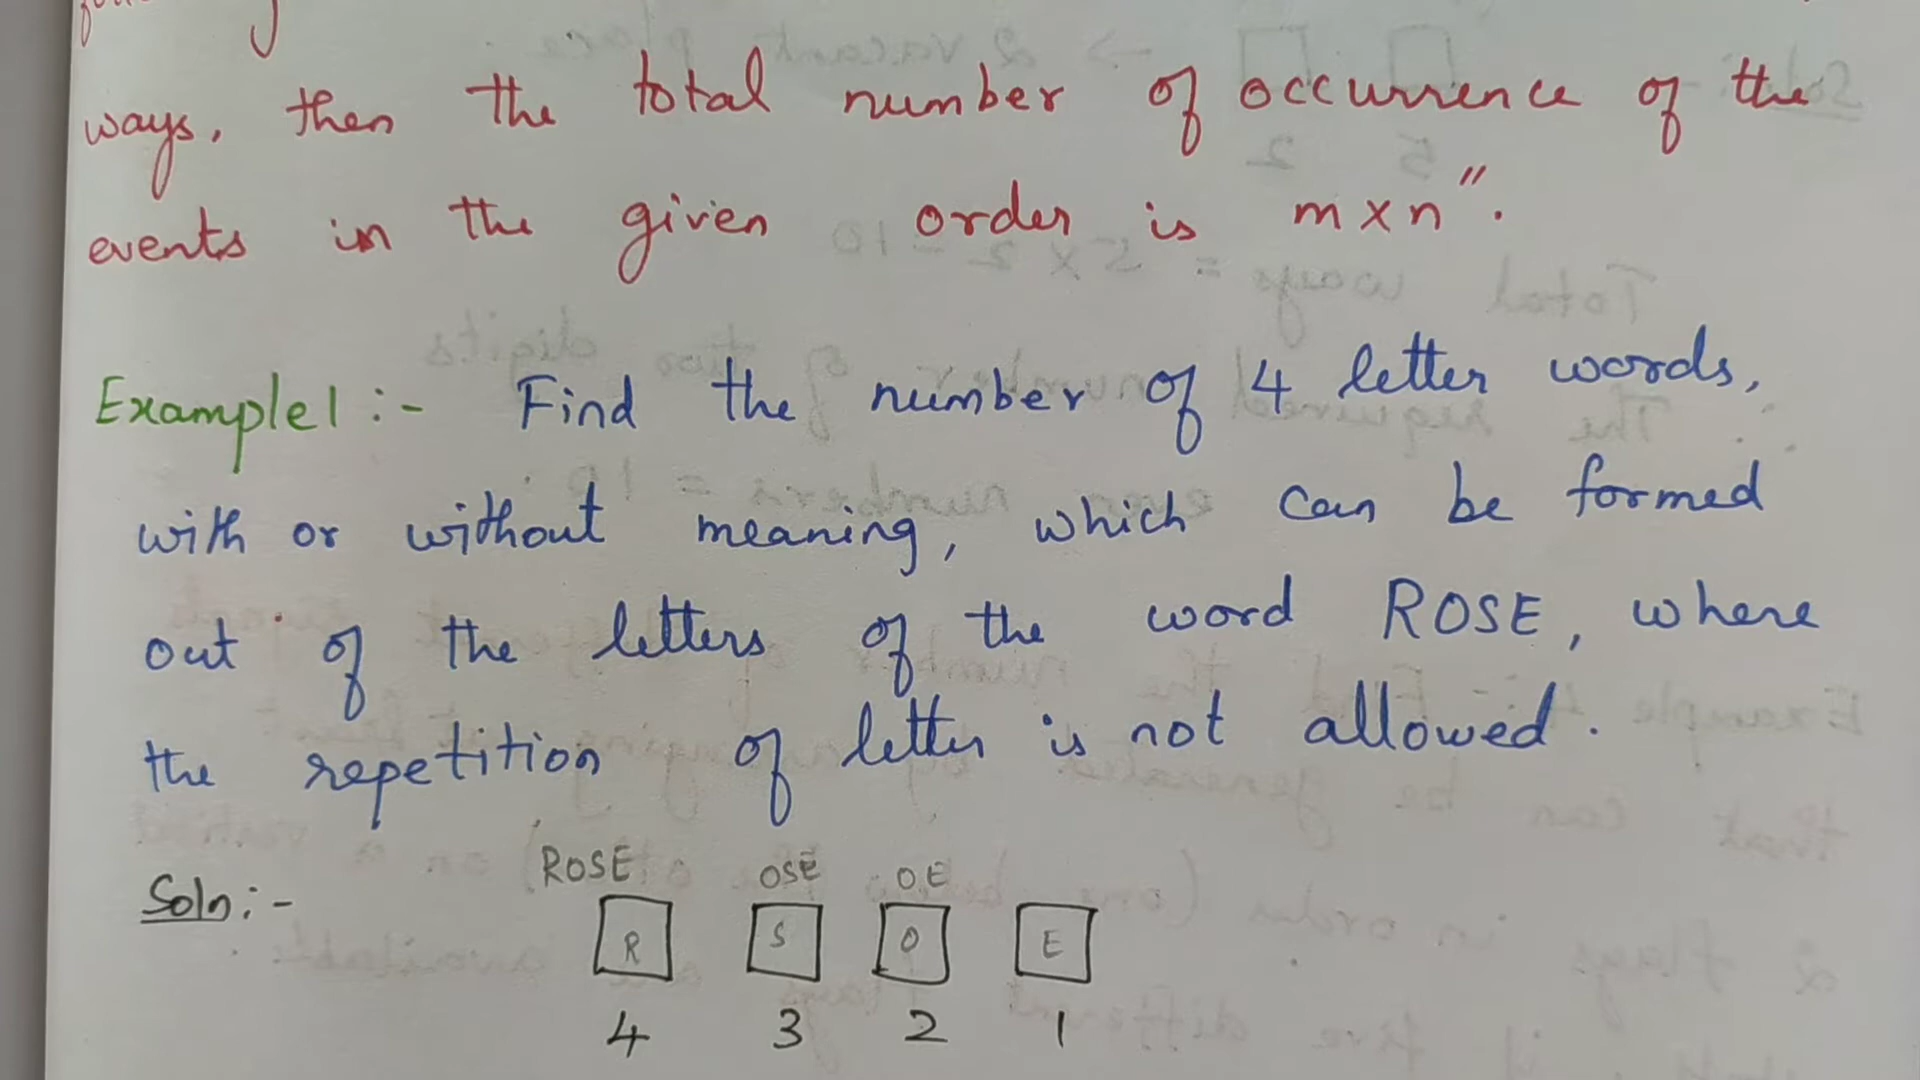 ways, then the total number of occurrence of the
events in the given order is m×n".
Example1:- Find the number of 4 letter words,
with or without meaning, which can be formed
out of the letters of the word ROSE, where
the repetition of letter is not allowed.
ROSE OSE O,E
Soln:- R S O E
4 3 2 1